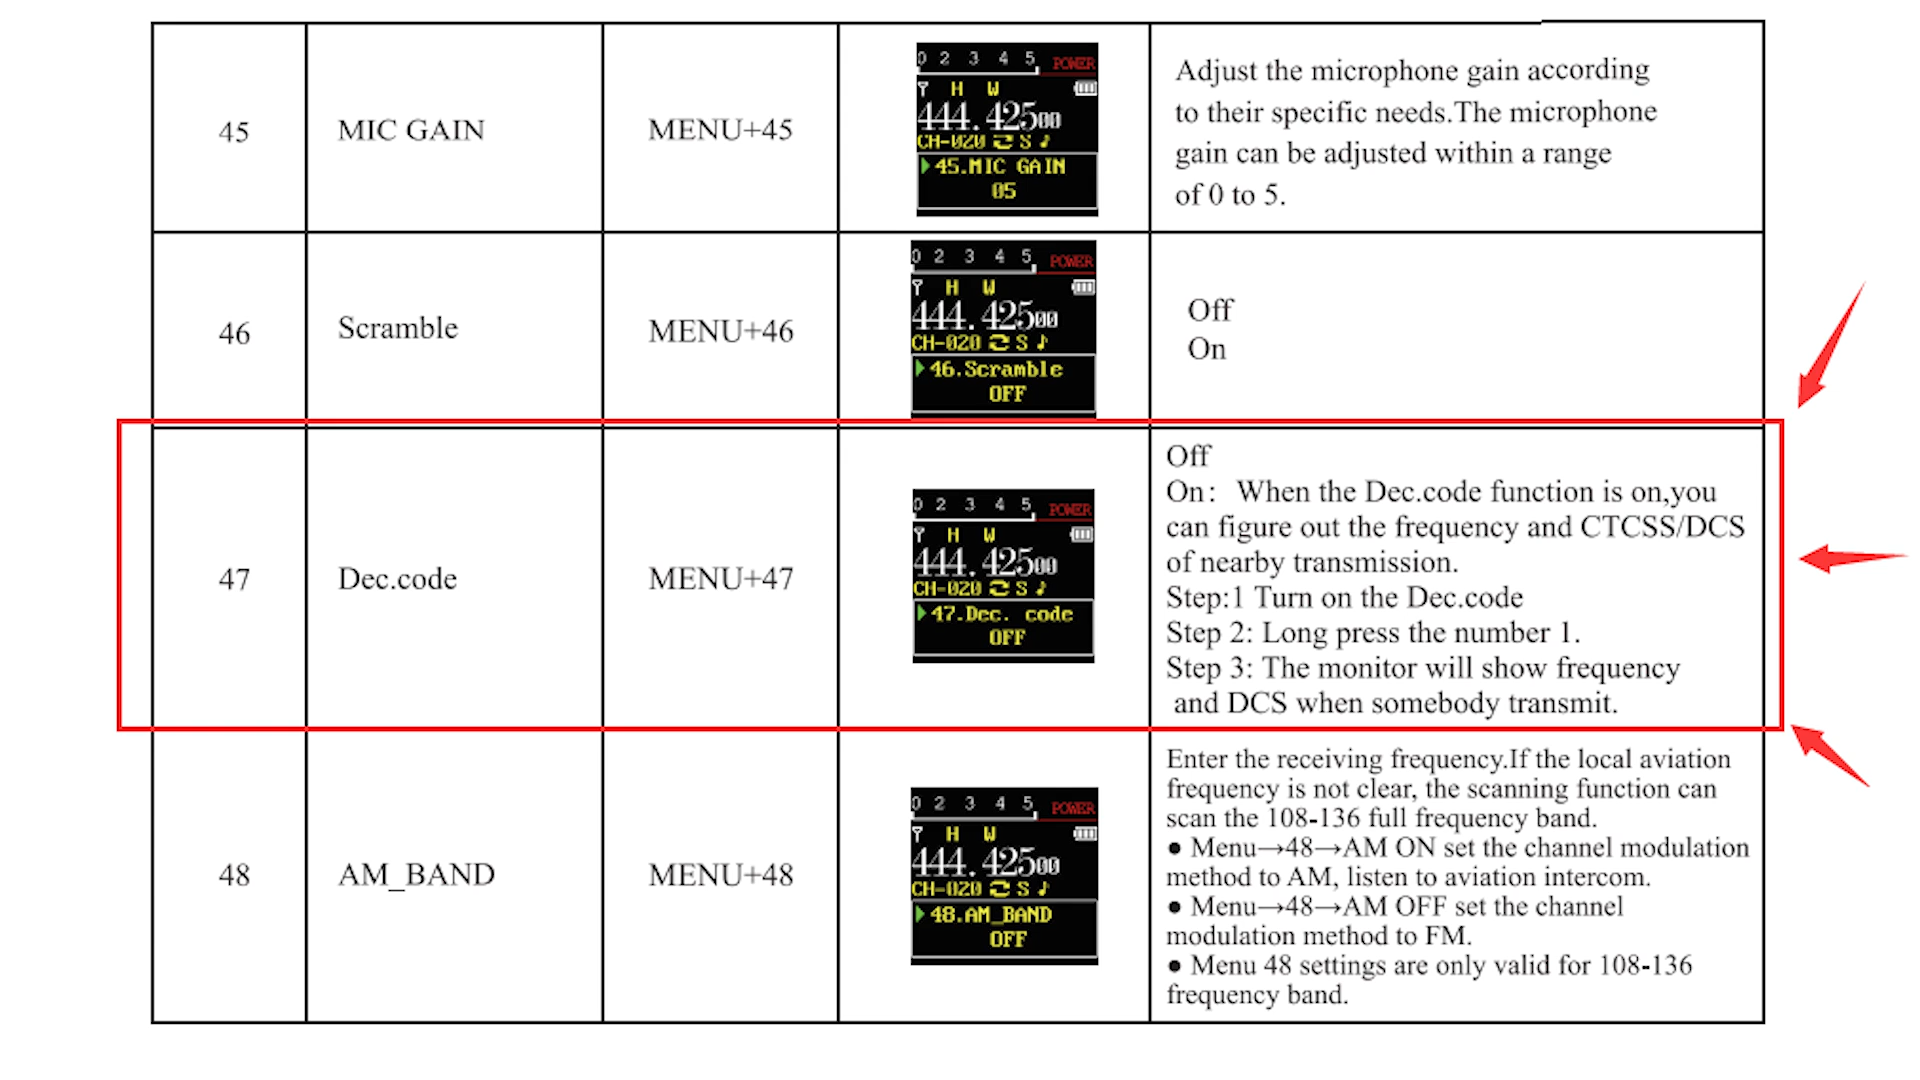 45
MIC GAIN
MENU+45
0 2 3 4 5 POWER
H W
444.42500
CH-020 S
45.MIC GAIN
05
Adjust the microphone gain according
to their specific needs.The microphone
gain can be adjusted within a range
of 0 to 5.
46
Scramble
MENU+46
0 2 3 4 5 POWER
H W
444.42500
CH-020 S
46.Scramble
OFF
Off
On
47
Dec.code
MENU+47
0 2 3 4 5 POWER
H W
444.42500
CH-020 S
47.Dec. code
OFF
Off
On: When the Dec.code function is on,you
can figure out the frequency and CTCSS/DCS
of nearby transmission.
Step:1 Turn on the Dec.code
Step 2: Long press the number 1.
Step 3: The monitor will show frequency
and DCS when somebody transmit.
48
AM_BAND
MENU+48
0 2 3 4 5 POWER
H W
444.42500
CH-020 S
48.AM_BAND
OFF
Enter the receiving frequency.If the local aviation
frequency is not clear, the scanning function can
scan the 108-136 full frequency band.
● Menu→48→AM ON set the channel modulation
method to AM, listen to aviation intercom.
● Menu→48→AM OFF set the channel
modulation method to FM.
● Menu 48 settings are only valid for 108-136
frequency band.